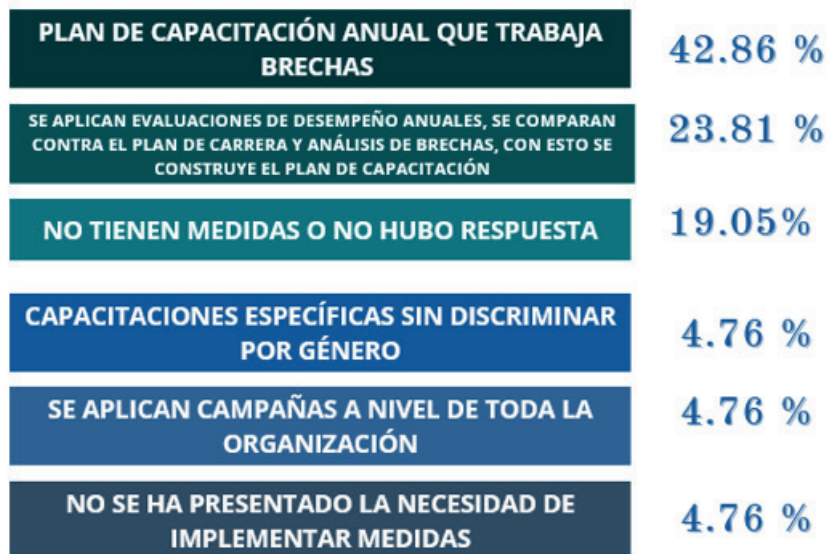 PLAN DE CAPACITACIÓN ANUAL QUE TRABAJA
BRECHAS
42.86 %
SE APLICAN EVALUACIONES DE DESEMPEÑO ANUALES, SE COMPARAN
CONTRA EL PLAN DE CARRERA Y ANÁLISIS DE BRECHAS, CON ESTO SE
CONSTRUYE EL PLAN DE CAPACITACIÓN
23.81 %
NO TIENEN MEDIDAS O NO HUBO RESPUESTA
19.05%
CAPACITACIONES ESPECÍFICAS SIN DISCRIMINAR
POR GÉNERO
4.76 %
SE APLICAN CAMPAÑAS A NIVEL DE TODA LA
ORGANIZACIÓN
4.76 %
NO SE HA PRESENTADO LA NECESIDAD DE
IMPLEMENTAR MEDIDAS
4.76 %